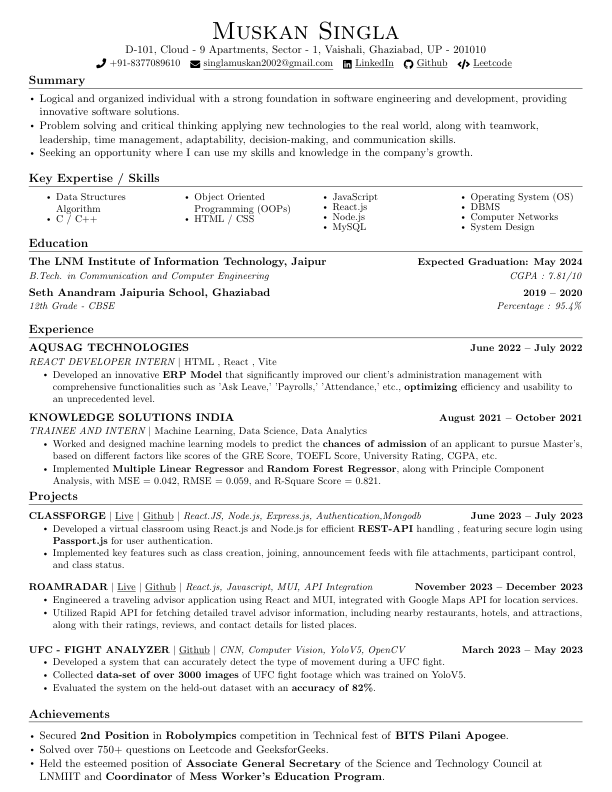 Muskan Singla
D-101, Cloud - 9 Apartments, Sector - 1, Vaishali, Ghaziabad, UP - 201010
+91-8377089610 singlamuskan2002@gmail.com LinkedIn Github Leetcode
Summary
• Logical and organized individual with a strong foundation in software engineering and development, providing
innovative software solutions.
• Problem solving and critical thinking applying new technologies to the real world, along with teamwork,
leadership, time management, adaptability, decision-making, and communication skills.
• Seeking an opportunity where I can use my skills and knowledge in the company's growth.
Key Expertise / Skills
• Data Structures
Algorithm
• C / C++
• Object Oriented
Programming (OOPs)
• HTML / CSS
• JavaScript
• React.js
• Node.js
• MySQL
• Operating System (OS)
• DBMS
• Computer Networks
• System Design
Education
The LNM Institute of Information Technology, Jaipur Expected Graduation: May 2024
B.Tech. in Communication and Computer Engineering CGPA : 7.81/10
Seth Anandram Jaipuria School, Ghaziabad 2019 – 2020
12th Grade - CBSE Percentage : 95.4%
Experience
AQUSAG TECHNOLOGIES June 2022 – July 2022
REACT DEVELOPER INTERN | HTML , React , Vite
• Developed an innovative ERP Model that significantly improved our client's administration management with
comprehensive functionalities such as 'Ask Leave,' 'Payrolls,' 'Attendance,' etc., optimizing efficiency and usability to
an unprecedented level.
KNOWLEDGE SOLUTIONS INDIA August 2021 – October 2021
TRAINEE AND INTERN | Machine Learning, Data Science, Data Analytics
• Worked and designed machine learning models to predict the chances of admission of an applicant to pursue Master's,
based on different factors like scores of the GRE Score, TOEFL Score, University Rating, CGPA, etc.
• Implemented Multiple Linear Regressor and Random Forest Regressor, along with Principle Component
Analysis, with MSE = 0.042, RMSE = 0.059, and R-Square Score = 0.821.
Projects
CLASSFORGE | Live | Github | React.JS, Node.js, Express.js, Authentication,Mongodb June 2023 – July 2023
• Developed a virtual classroom using React.js and Node.js for efficient REST-API handling , featuring secure login using
Passport.js for user authentication.
• Implemented key features such as class creation, joining, announcement feeds with file attachments, participant control,
and class status.
ROAMRADAR | Live | Github | React.js, Javascript, MUI, API Integration November 2023 – December 2023
• Engineered a traveling advisor application using React and MUI, integrated with Google Maps API for location services.
• Utilized Rapid API for fetching detailed travel advisor information, including nearby restaurants, hotels, and attractions,
along with their ratings, reviews, and contact details for listed places.
UFC - FIGHT ANALYZER | Github | CNN, Computer Vision, YoloV5, OpenCV March 2023 – May 2023
• Developed a system that can accurately detect the type of movement during a UFC fight.
• Collected data-set of over 3000 images of UFC fight footage which was trained on YoloV5.
• Evaluated the system on the held-out dataset with an accuracy of 82%.
Achievements
• Secured 2nd Position in Robolympics competition in Technical fest of BITS Pilani Apogee.
• Solved over 750+ questions on Leetcode and GeeksforGeeks.
• Held the esteemed position of Associate General Secretary of the Science and Technology Council at
LNMIIT and Coordinator of Mess Worker's Education Program.